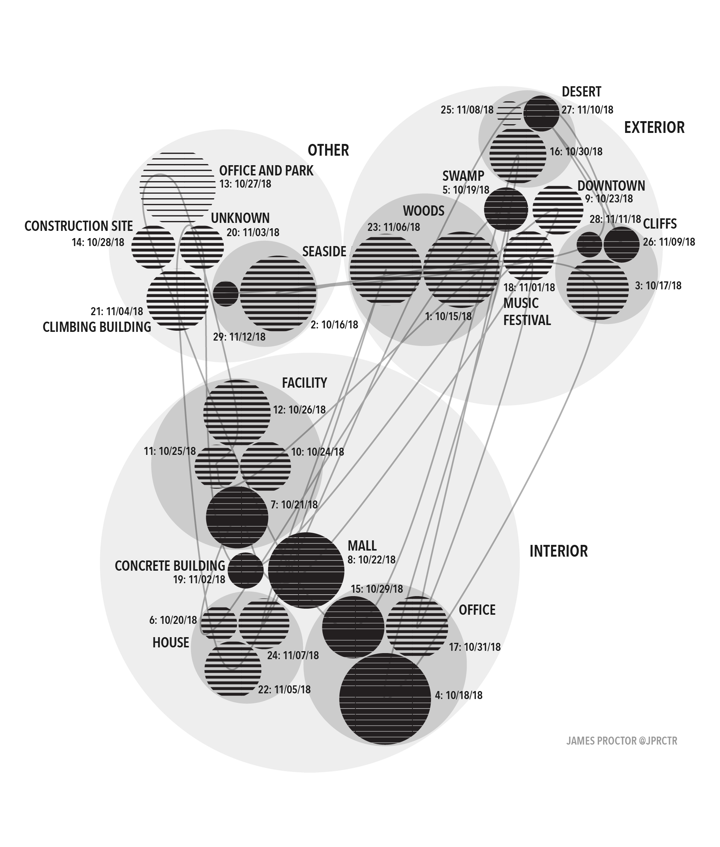 DESERT
25: 11/08/18
27: 11/10/18
EXTERIOR
OTHER
16: 10/30/18
OFFICE AND PARK
13: 10/27/18
SWAMP
5: 10/19/18
DOWNTOWN
9: 10/23/18
WOODS
23: 11/06/18
28: 11/11/18
CLIFFS
26: 11/09/18
CONSTRUCTION SITE
14: 10/28/18
UNKNOWN
20: 11/03/18
SEASIDE
3: 10/17/18
18: 11/01/18
MUSIC
FESTIVAL
1: 10/15/18
21: 11/04/18
CLIMBING BUILDING
2: 10/16/18
29: 11/12/18
FACILITY
12: 10/26/18
11: 10/25/18
10: 10/24/18
7: 10/21/18
MALL
8: 10/22/18
INTERIOR
CONCRETE BUILDING
19: 11/02/18
15: 10/29/18
OFFICE
6: 10/20/18
HOUSE
17: 10/31/18
24: 11/07/18
22: 11/05/18
4: 10/18/18
JAMES PROCTOR @JPRCTR